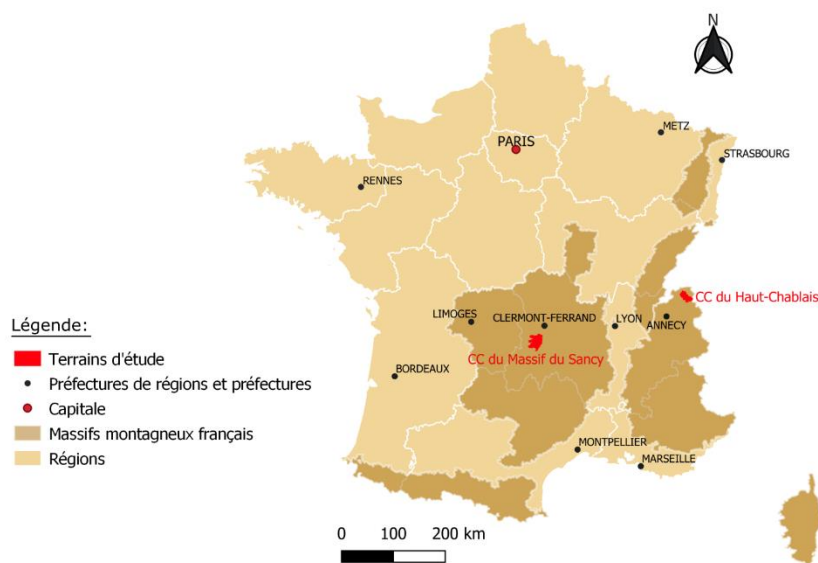 N
METZ
PARIS
STRASBOURG
RENNES
CC du Haut-Chablais
LIMOGES
CLERMONT-FERRAND
LYON
ANNECY
CC du Massif du Sancy
BORDEAUX
MONTPELLIER
MARSEILLE
Légende:
Terrains d'étude
Préfectures de régions et préfectures
Capitale
Massifs montagneux français
Régions
0 100 200 km